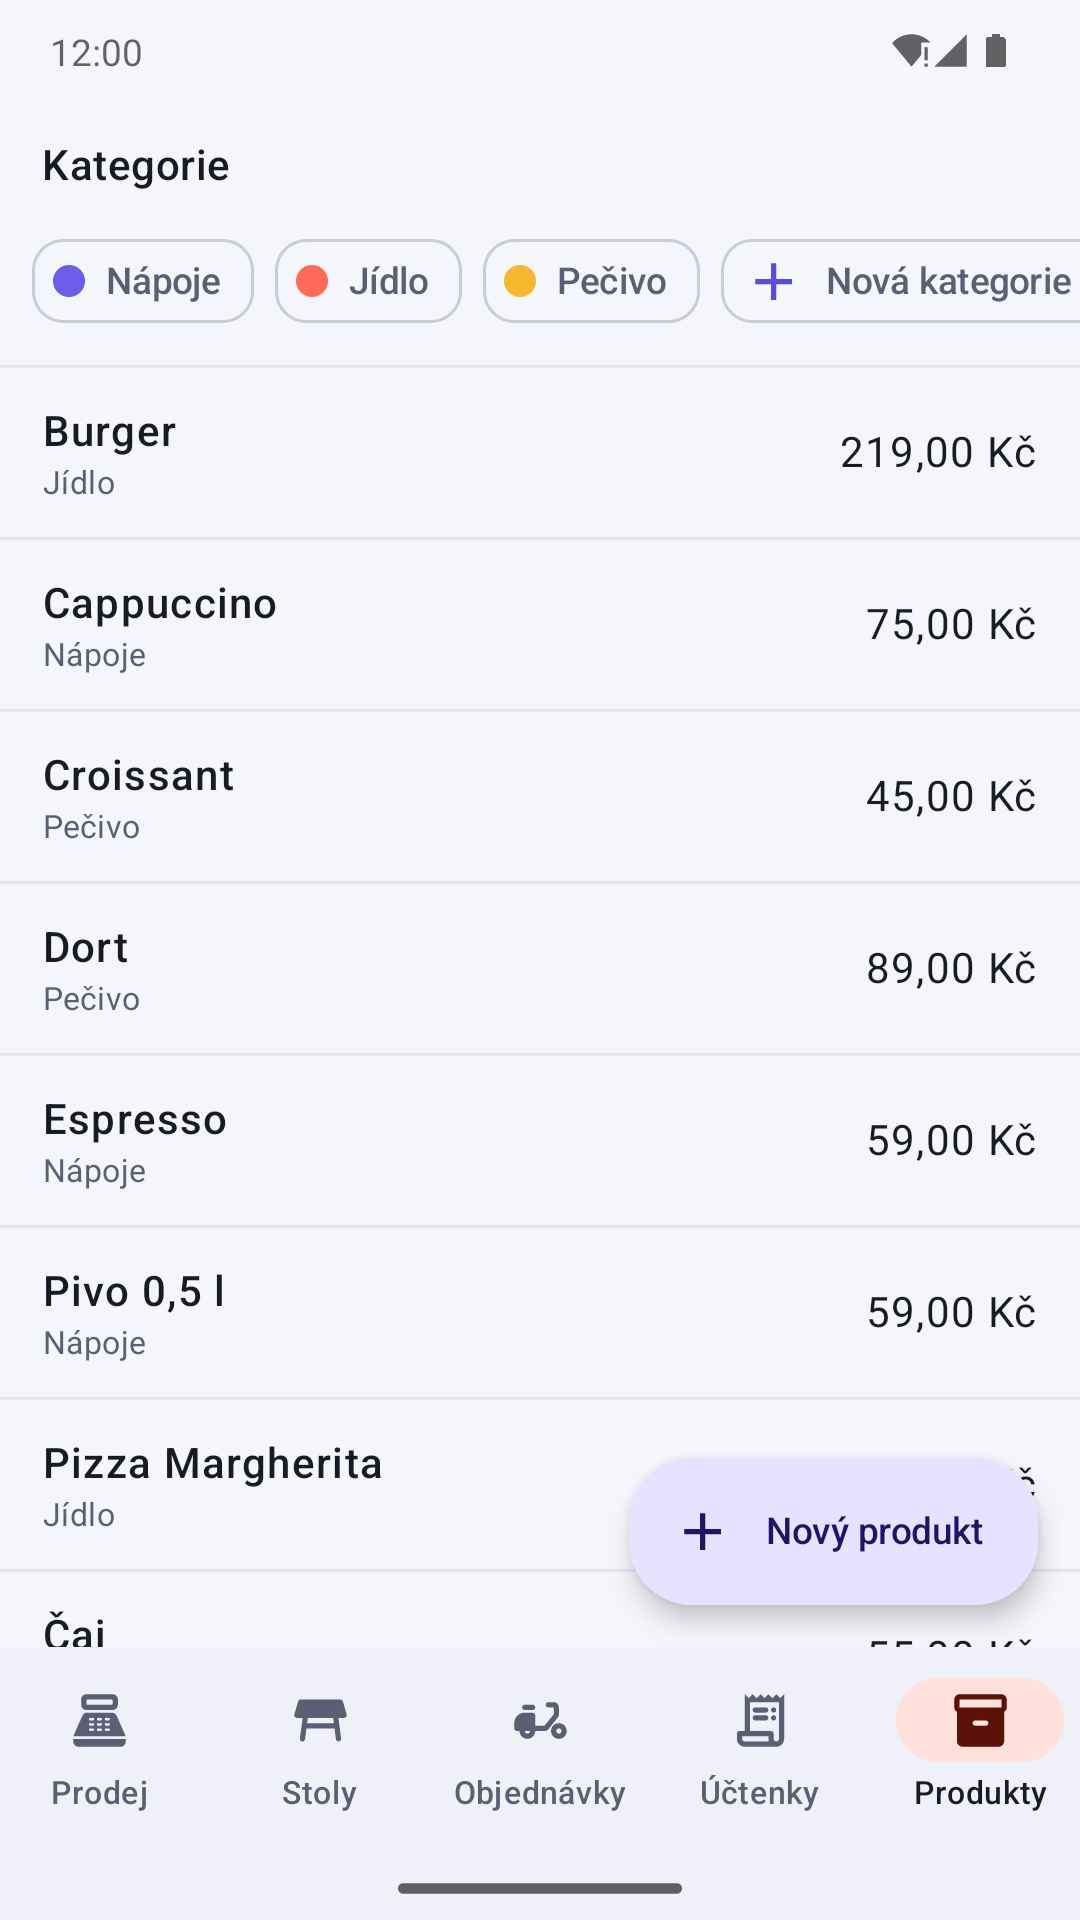 12:00
Kategorie
Nápoje
Jídlo
Pečivo
Nová kategorie
Burger
219,00 Kč
Jídlo
Cappuccino
75,00 Kč
Nápoje
Croissant
45,00 Kč
Pečivo
Dort
89,00 Kč
Pečivo
Espresso
59,00 Kč
Nápoje
Pivo 0,5 l
59,00 Kč
Nápoje
Pizza Margherita
Jídlo
Nový produkt
Čaj
Prodej
Stoly
Objednávky
Účtenky
Produkty